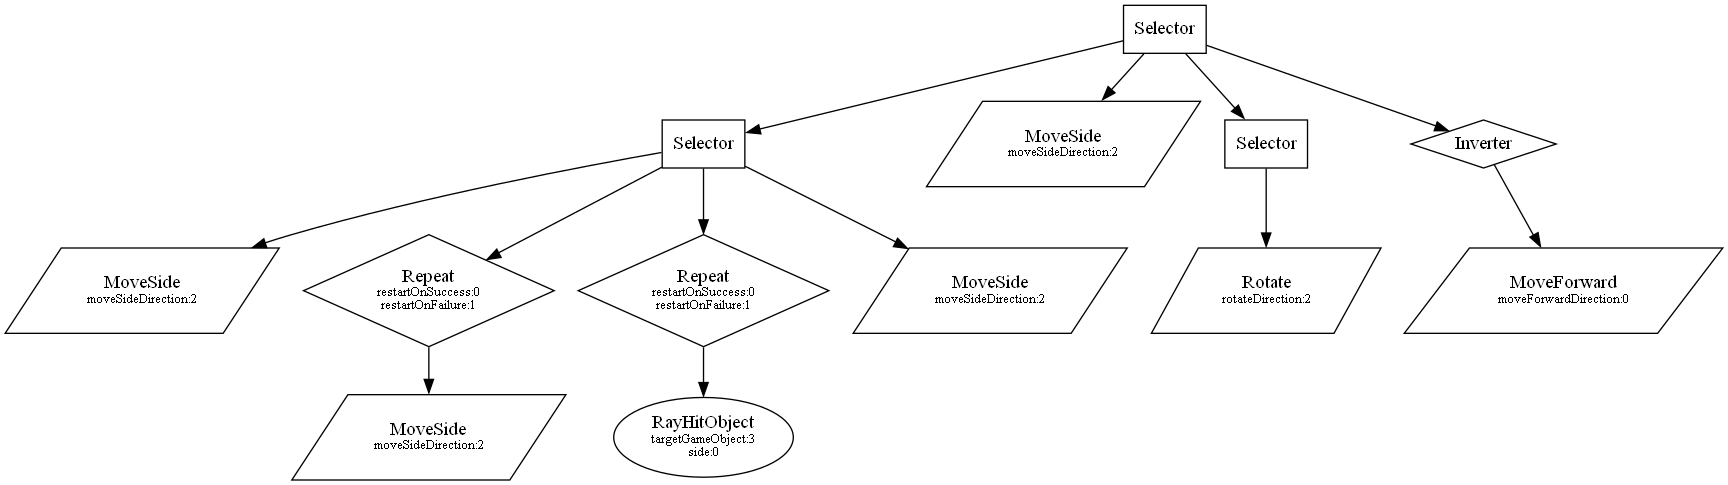 Selector
Selector
MoveSide
moveSideDirection:2
Selector
Inverter
MoveSide
moveSideDirection:2
Repeat
restartOnSuccess:0
restartOnFailure:1
Repeat
restartOnSuccess:0
restartOnFailure:1
MoveSide
moveSideDirection:2
Rotate
rotateDirection:2
MoveForward
moveForwardDirection:0
MoveSide
moveSideDirection:2
RayHitObject
targetGameObject:3
side:0